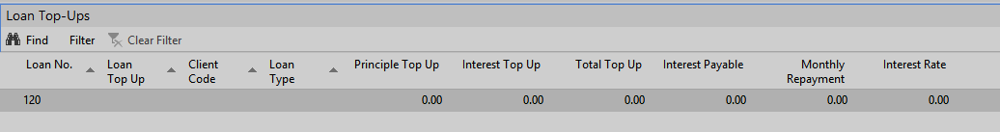 Loan Top-Ups
Find Filter Clear Filter
Loan No. Loan Top Up Client Code Loan Type Principle Top Up Interest Top Up Total Top Up Interest Payable Monthly Repayment Interest Rate
120 0.00 0.00 0.00 0.00 0.00 0.00